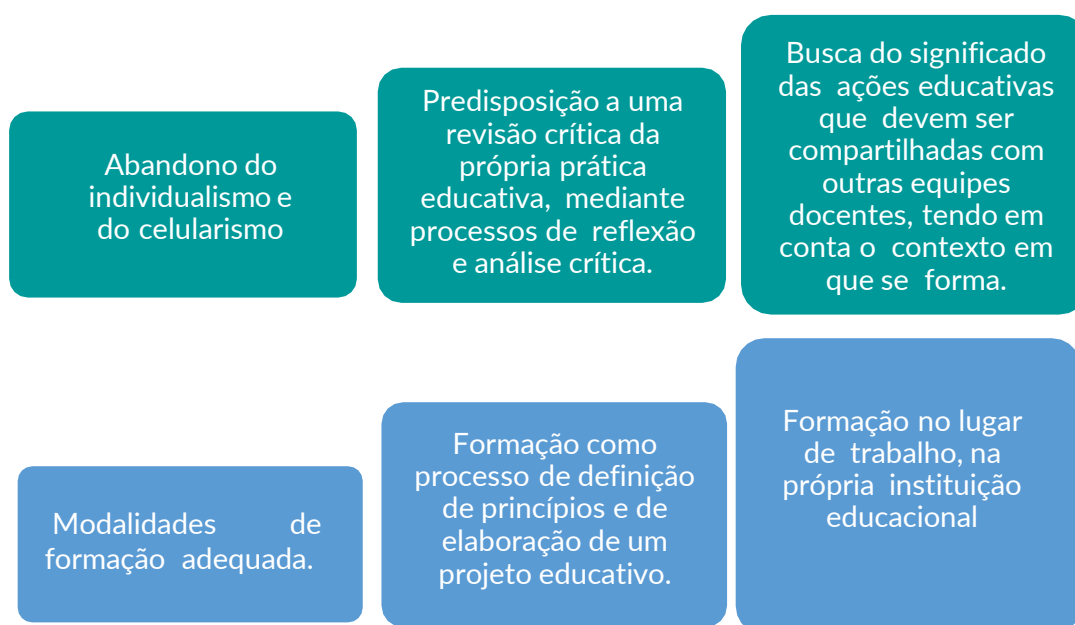 Abandono do
individualismo e
do celularismo
Predisposição a uma
revisão crítica da
própria prática
educativa, mediante
processos de reflexão
e análise crítica.
Busca do significado
das ações educativas
que devem ser
compartilhadas com
outras equipes
docentes, tendo em
conta o contexto em
que se forma.
Modalidades de
formação adequada.
Formação como
processo de definição
de princípios e de
elaboração de um
projeto educativo.
Formação no lugar
de trabalho, na
própria instituição
educacional